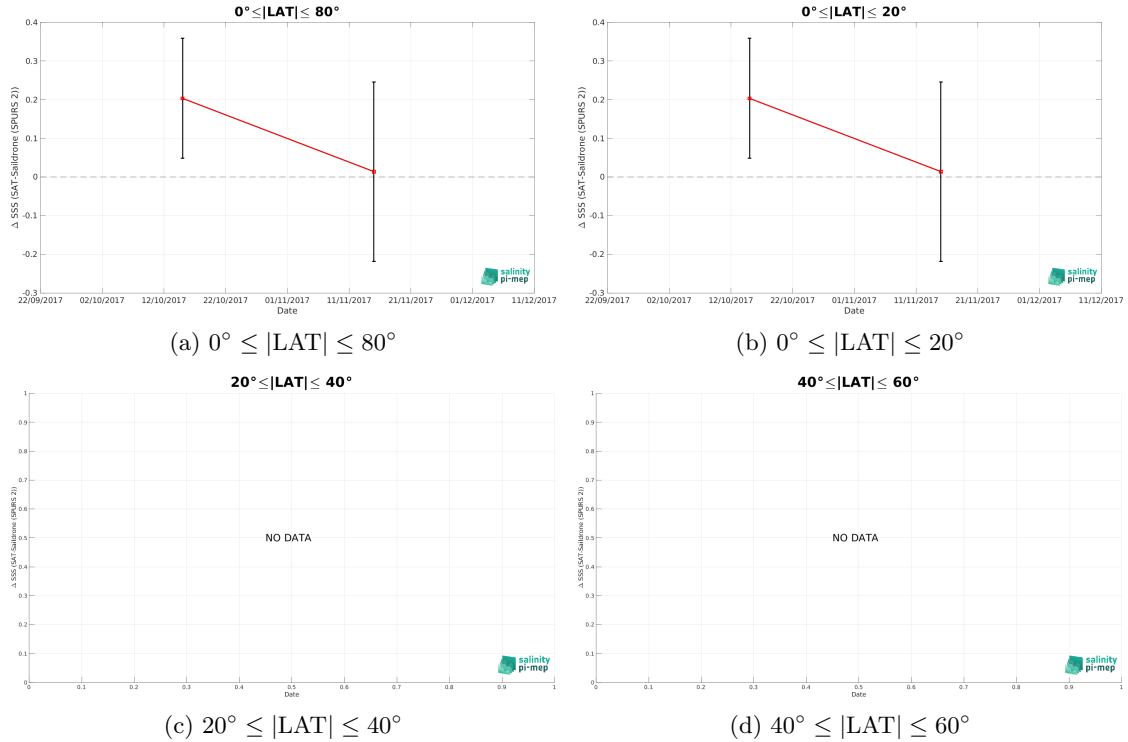 0°≤|LAT|≤ 80°
0.4
0.3
0.2
0.1
0
-0.1
-0.2
-0.3
Δ SSS (SAT-Saildrone (SPURS 2))
22/09/2017 02/10/2017 12/10/2017 22/10/2017 01/11/2017 11/11/2017 21/11/2017 01/12/2017 11/12/2017
Date
salinity
pi-mep
(a) 0° ≤ |LAT| ≤ 80°
0°≤|LAT|≤ 20°
0.4
0.3
0.2
0.1
0
-0.1
-0.2
-0.3
Δ SSS (SAT-Saildrone (SPURS 2))
22/09/2017 02/10/2017 12/10/2017 22/10/2017 01/11/2017 11/11/2017 21/11/2017 01/12/2017 11/12/2017
Date
salinity
pi-mep
(b) 0° ≤ |LAT| ≤ 20°
20°≤|LAT|≤ 40°
1
0.9
0.8
0.7
0.6
0.5
0.4
0.3
0.2
0.1
0
Δ SSS (SAT-Saildrone (SPURS 2))
NO DATA
0 0.1 0.2 0.3 0.4 0.5 0.6 0.7 0.8 0.9 1
Date
salinity
pi-mep
(c) 20° ≤ |LAT| ≤ 40°
40°≤|LAT|≤ 60°
1
0.9
0.8
0.7
0.6
0.5
0.4
0.3
0.2
0.1
0
Δ SSS (SAT-Saildrone (SPURS 2))
NO DATA
0 0.1 0.2 0.3 0.4 0.5 0.6 0.7 0.8 0.9 1
Date
salinity
pi-mep
(d) 40° ≤ |LAT| ≤ 60°